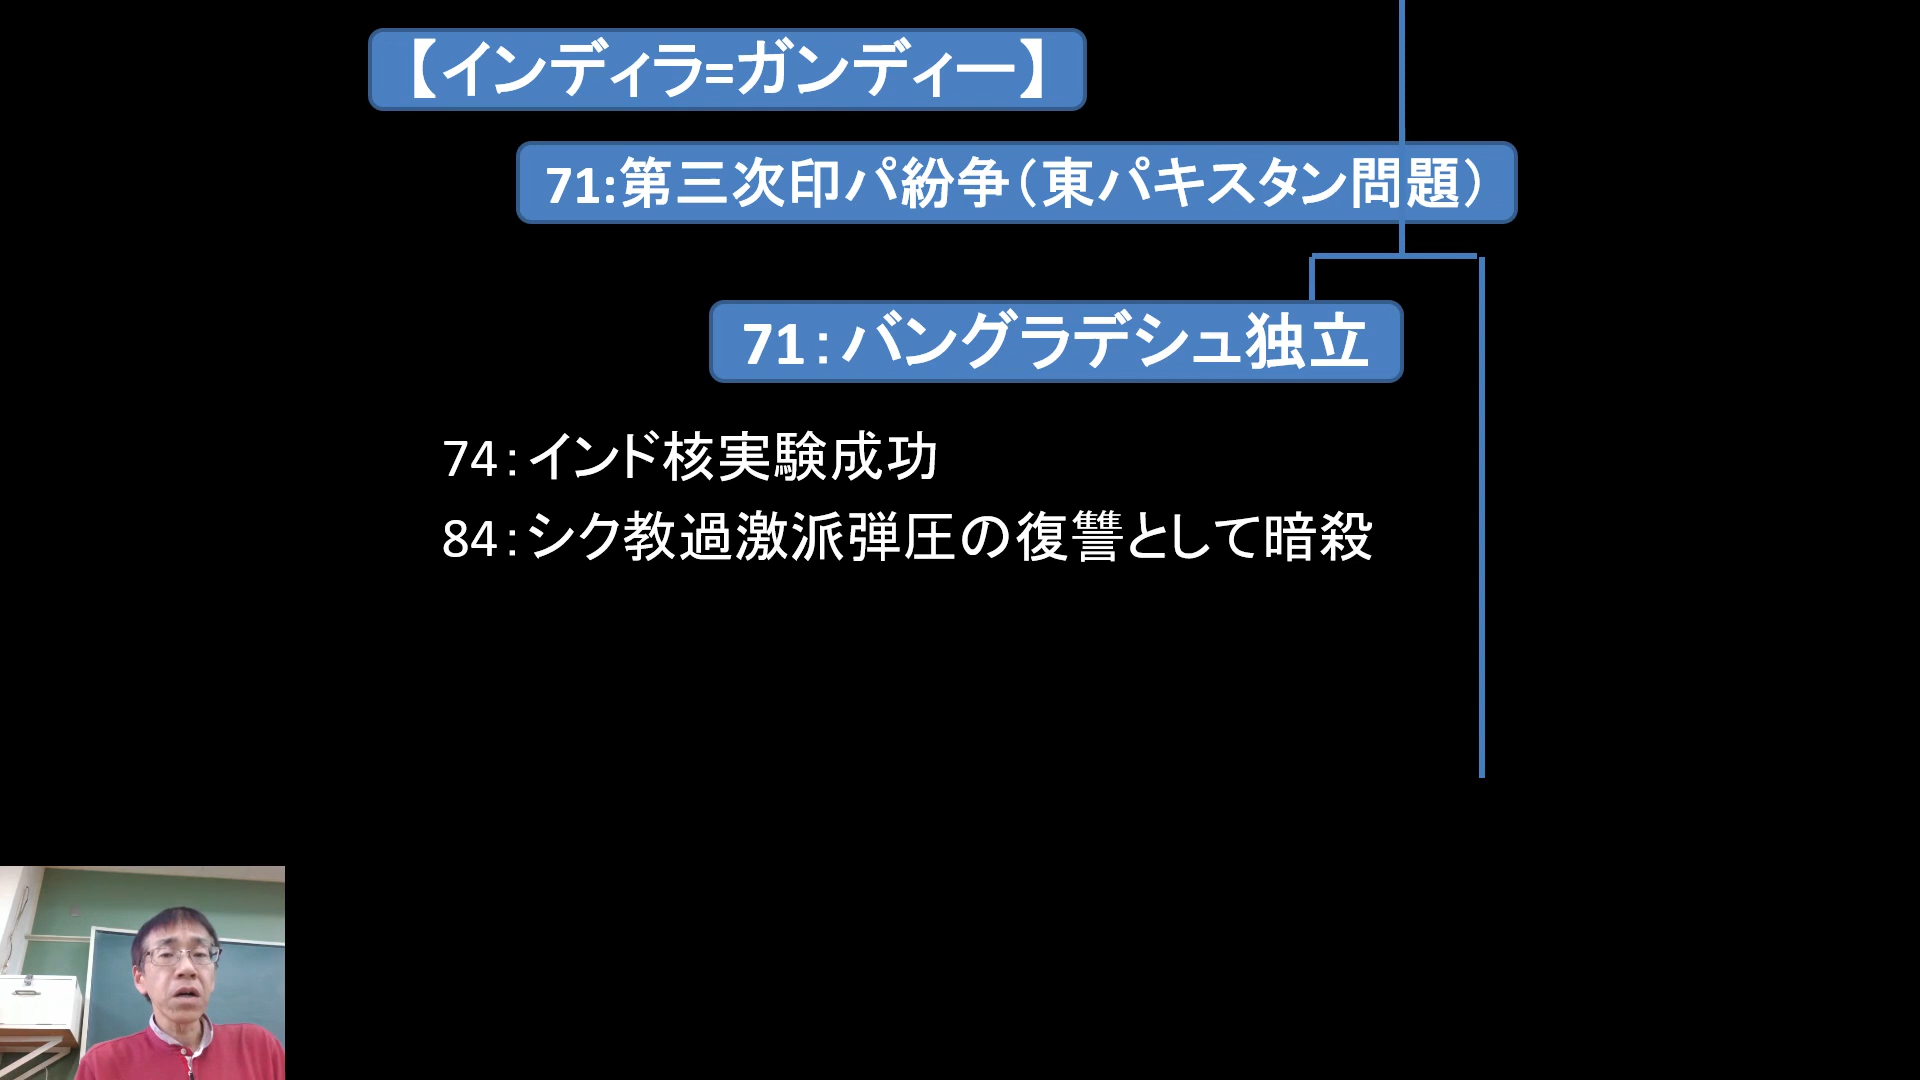 【インディラ=ガンディー】
71:第三次印パ紛争(東パキスタン問題)
71:バングラデシュ独立
74:インド核実験成功
84:シク教過激派弾圧の復讐として暗殺